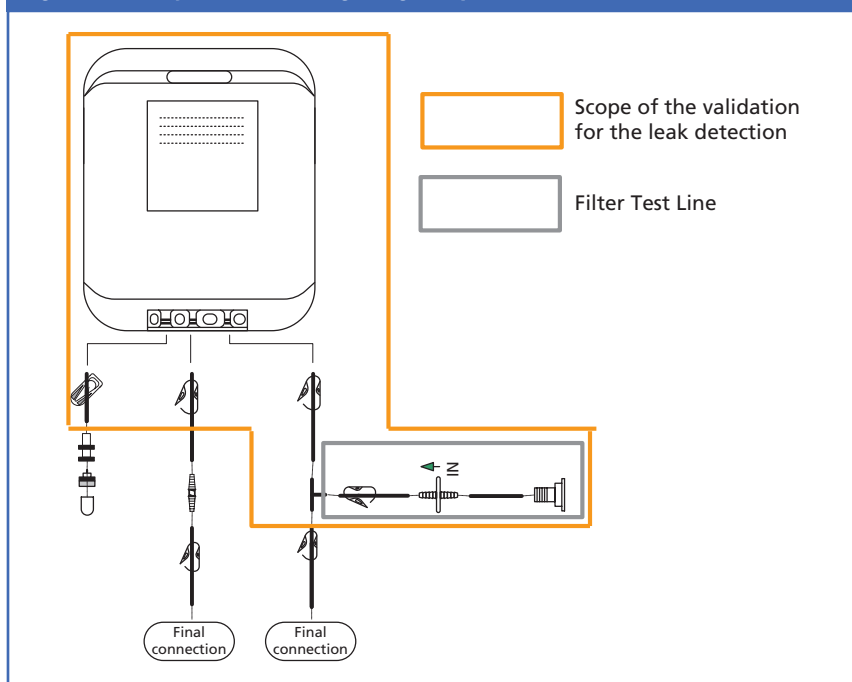 Scope of the validation
for the leak detection
Filter Test Line
IN
Final
connection
Final
connection